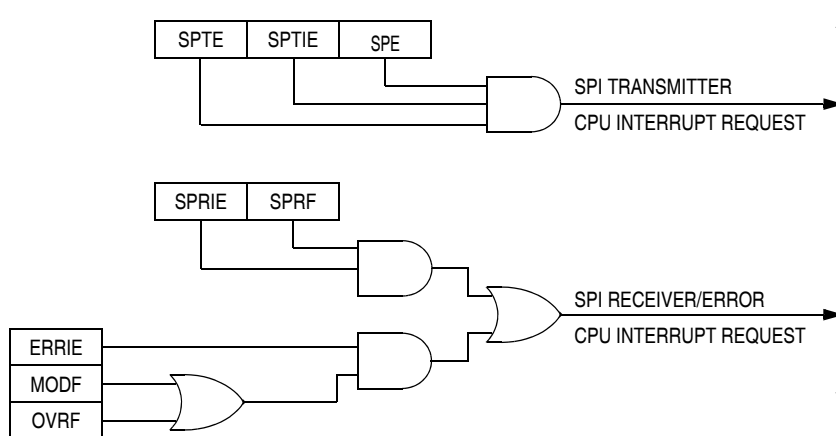 SPTE SPTIE SPE
SPI TRANSMITTER
CPU INTERRUPT REQUEST
SPRIE SPRF
SPI RECEIVER/ERROR
CPU INTERRUPT REQUEST
ERRIE
MODF
OVRF